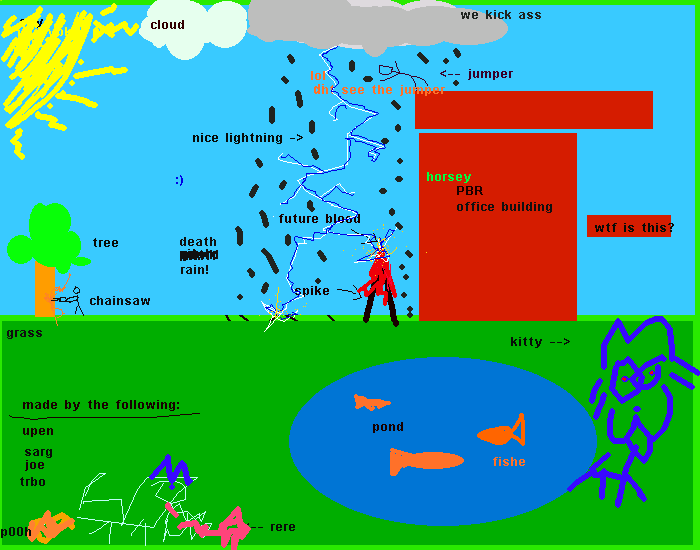 cloud
we kick ass
<-- jumper
lol
dh, see the jumper
nice lightning ->
:)
horsey
PBR
office building
future blood
wtf is this?
tree
death
rain!
spike
chainsaw
grass
kitty -->
made by the following:
upen
sarg
joe
trbo
pond
fishe
p00h
<-- rere